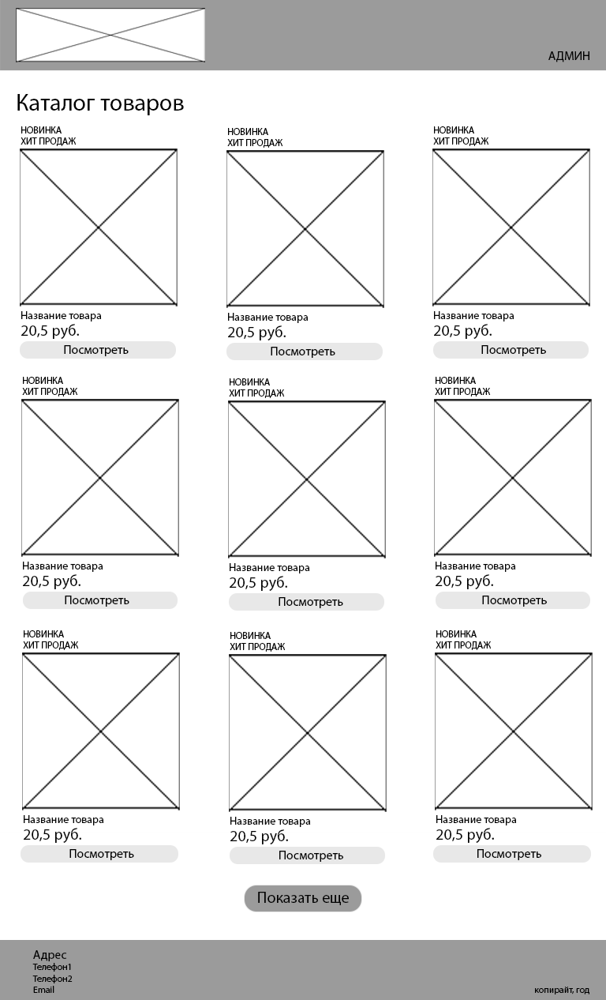 АДМИН
Каталог товаров
НОВИНКА
ХИТ ПРОДАЖ
Название товара
20,5 руб.
Посмотреть
НОВИНКА
ХИТ ПРОДАЖ
Название товара
20,5 руб.
Посмотреть
НОВИНКА
ХИТ ПРОДАЖ
Название товара
20,5 руб.
Посмотреть
НОВИНКА
ХИТ ПРОДАЖ
Название товара
20,5 руб.
Посмотреть
НОВИНКА
ХИТ ПРОДАЖ
Название товара
20,5 руб.
Посмотреть
НОВИНКА
ХИТ ПРОДАЖ
Название товара
20,5 руб.
Посмотреть
НОВИНКА
ХИТ ПРОДАЖ
Название товара
20,5 руб.
Посмотреть
НОВИНКА
ХИТ ПРОДАЖ
Название товара
20,5 руб.
Посмотреть
НОВИНКА
ХИТ ПРОДАЖ
Название товара
20,5 руб.
Посмотреть
Показать еще
Адрес
Телефон1
Телефон2
Email
копирайт, год